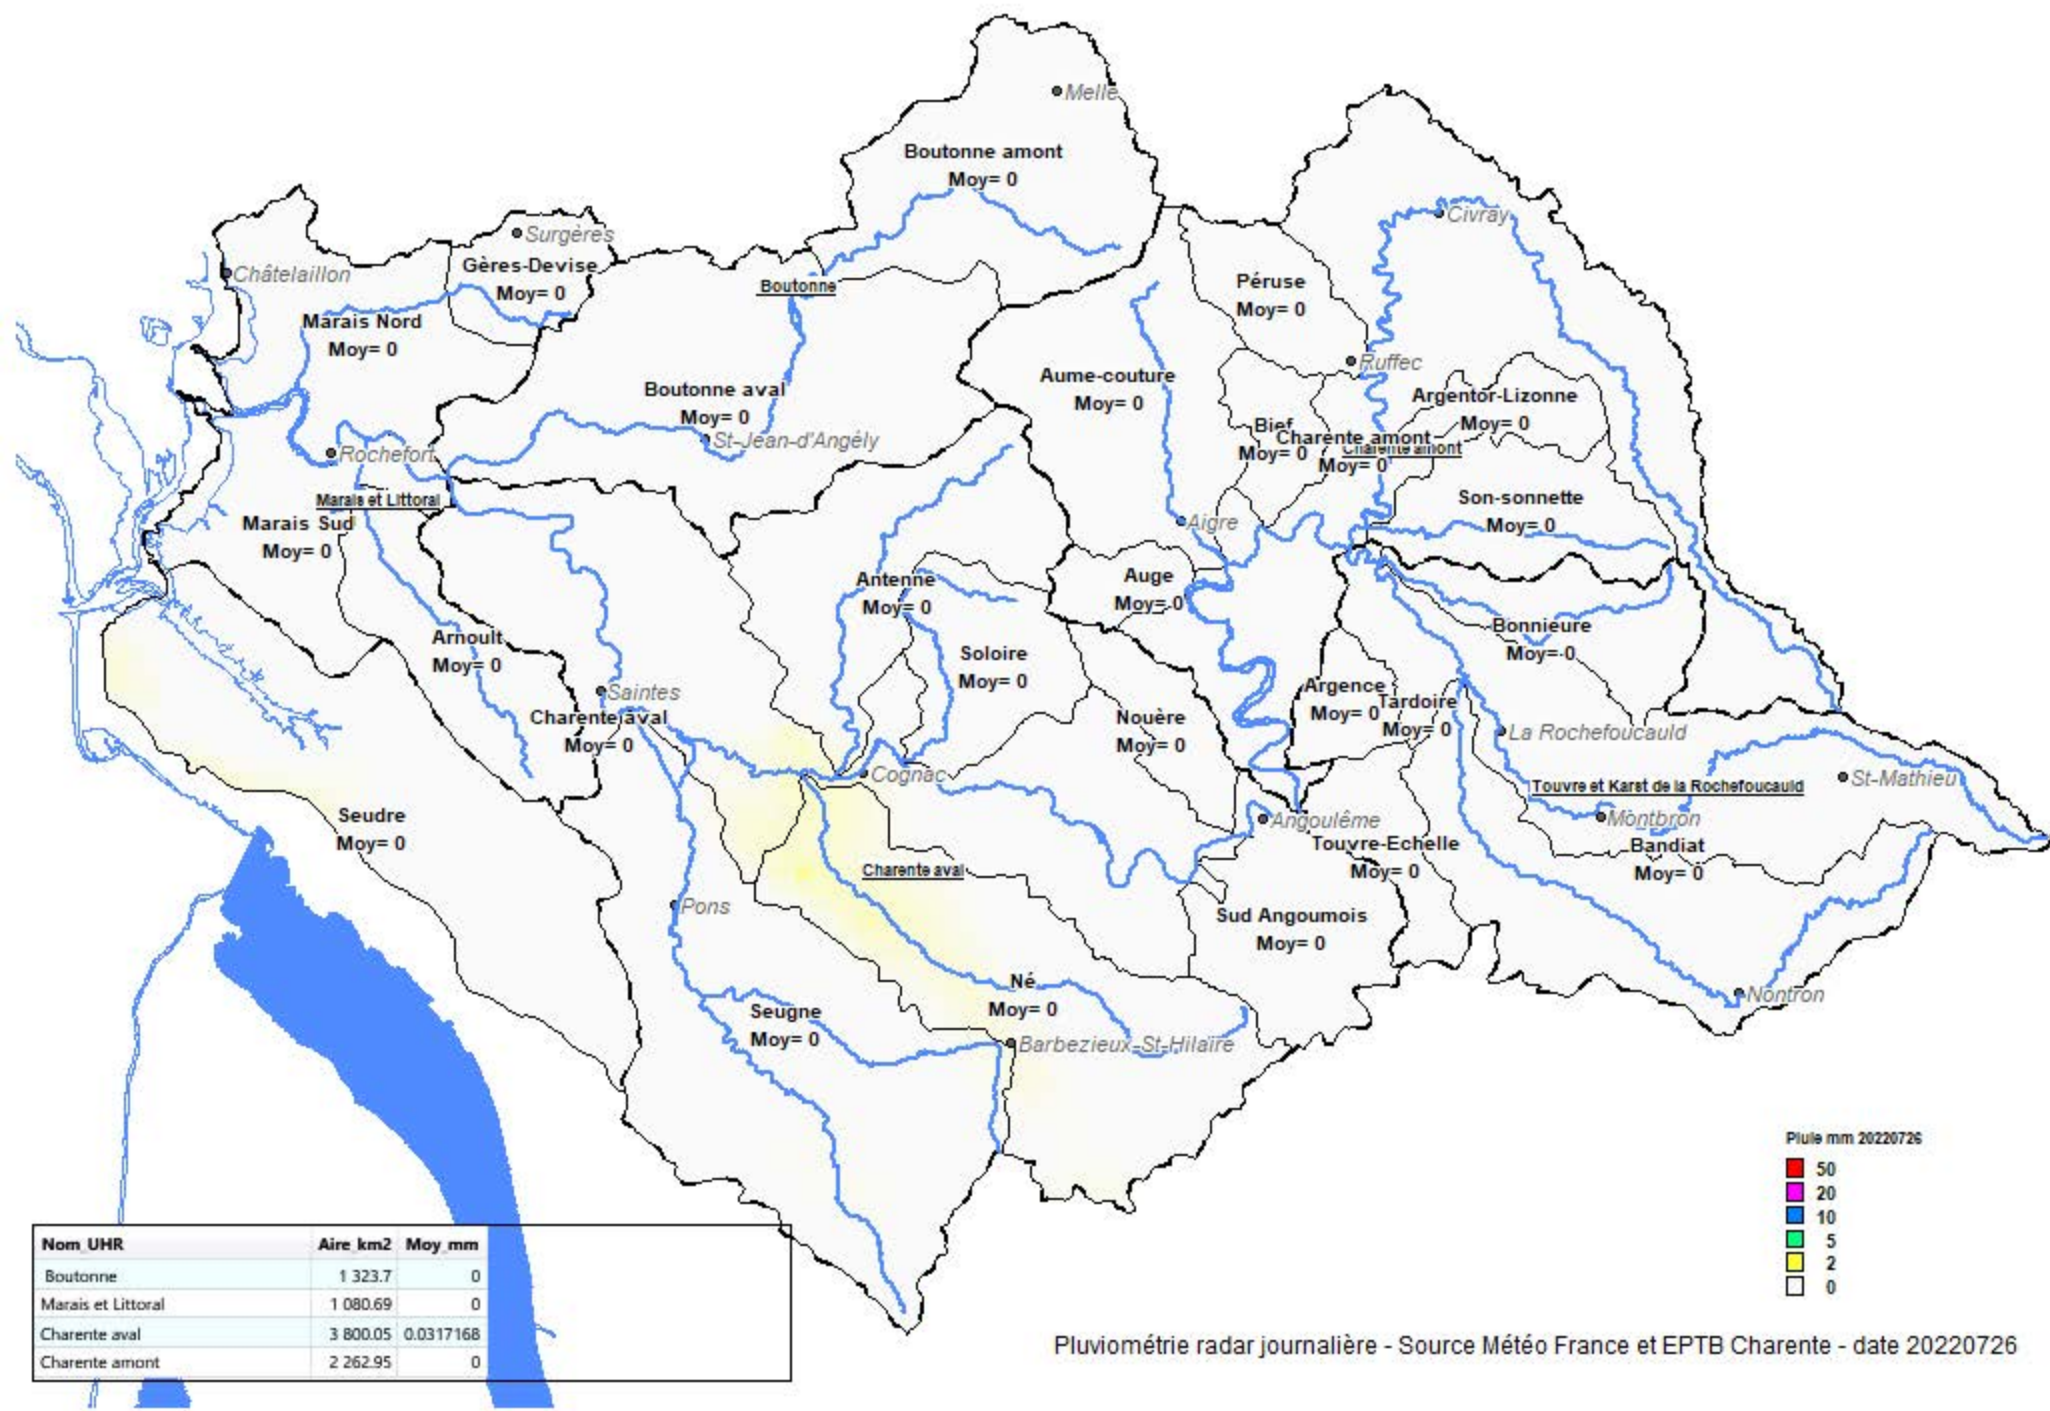 Melle
Boutonne amont
Moy= 0
Civray
Surgères
Châtelaillon
Gères-Devise
Moy= 0
Boutonne
Péruse
Moy= 0
Marais Nord
Moy= 0
Ruffec
Aume-couture
Moy= 0
Boutonne aval
Moy= 0
Argentor-Lizonne
Moy= 0
St-Jean-d'Angély
Bief
Moy= 0
Charente amont
Moy= 0
Charente amont
Rochefort
Marais et Littoral
Son-sonnette
Moy= 0
Marais Sud
Moy= 0
Aigre
Antenne
Moy= 0
Auge
Moy= 0
Bonnieure
Moy= 0
Arnoult
Moy= 0
Soloire
Moy= 0
Saintes
Argence
Moy= 0
Tardoire
Moy= 0
Charente aval
Moy= 0
Nouère
Moy= 0
La Rochefoucauld
Cognac
St-Mathieu
Touvre et Karst de la Rochefoucauld
Seudre
Moy= 0
Angoulême
Montbron
Touvre-Echelle
Moy= 0
Bandiat
Moy= 0
Charente aval
Pons
Sud Angoumois
Moy= 0
Né
Moy= 0
Nontron
Seugne
Moy= 0
Barbezieux-St-Hilaire
Pluie mm 20220726
50
20
10
5
2
0
Nom_UHR Aire_km2 Moy_mm
Boutonne 1 323.7 0
Marais et Littoral 1 080.69 0
Charente aval 3 800.05 0.0317168
Charente amont 2 262.95 0
Pluviométrie radar journalière - Source Météo France et EPTB Charente - date 20220726